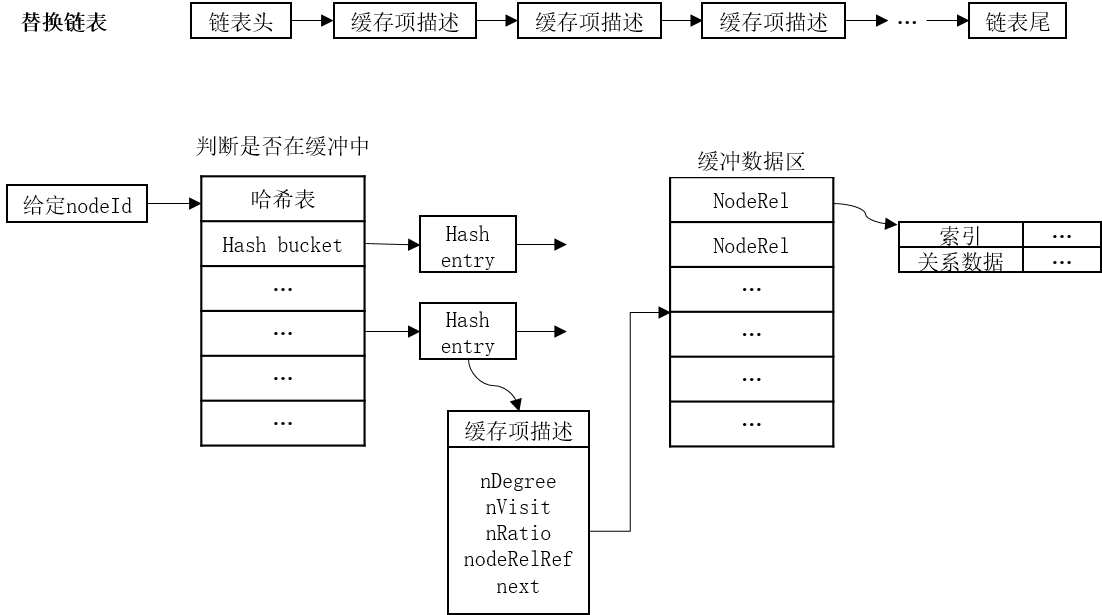 替换链表
链表头
缓存项描述
缓存项描述
缓存项描述
…
链表尾
判断是否在缓冲中
给定nodeId
哈希表
Hash bucket
…
…
…
…
Hash
entry
Hash
entry
缓存项描述
nDegree
nVisit
nRatio
nodeRelRef
next
缓冲数据区
NodeRel
NodeRel
…
…
…
…
索引 …
关系数据 …